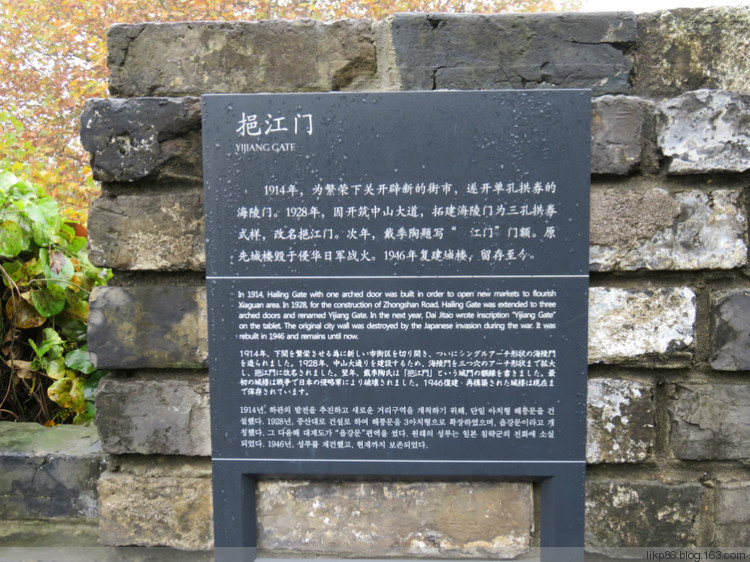 挹江门
YIJIANG GATE
1914年，为繁荣下关开辟新的街市，遂开单孔拱券的
海陵门。1928年，因开筑中山大道，拓建海陵门为三孔拱券
式样，改名挹江门。次年，戴季陶题写“　江门”门额。原
先城楼毁于侵华日军战火。1946年复建城楼，留存至今。
In 1914, Hailing Gate with one arched door was built in order to open new markets to flourish
Xiaguan area. In 1928, for the construction of Zhongshan Road, Hailing Gate was extended to three
arched doors and renamed Yijiang Gate. In the next year, Dai Jitao wrote inscription "Yijiang Gate"
on the tablet. The original city wall was destroyed by the Japanese invasion during the war. It was
rebuilt in 1946 and remains until now.
1914年、下関を繁栄させる為に新しい市街区を切り開き、ついにシングルアーチ形状の海陵門
を造られました。1928年、中山大通りを建設するため、海陵門を三つ穴のアーチ形状まで拡大
し、挹江門に改名されました。翌年、戴季陶氏は「挹江門」という城門の額縁を書きました。最
初の城楼は戦争で日本の侵略軍により破壊されました。1946復建·再構築された城楼は現在ま
で保存されています。
1914년, 하관의 발전을 추진하고 새로운 거리구역을 개척하기 위해, 단일 아치형 해릉문을 건
설했다. 1928년, 중산대로 건설로 하여 해릉문을 3아치형으로 확장하였으며, 읍강문이라고 개
칭했다. 그 다음해 대계도가 "읍강문"편액을 썼다. 원래의 성루는 일본 침략군의 전화에 소실
되었다. 1946년, 성루를 재건했고, 현재까지 보존되었다.
likp86.blog.163.com